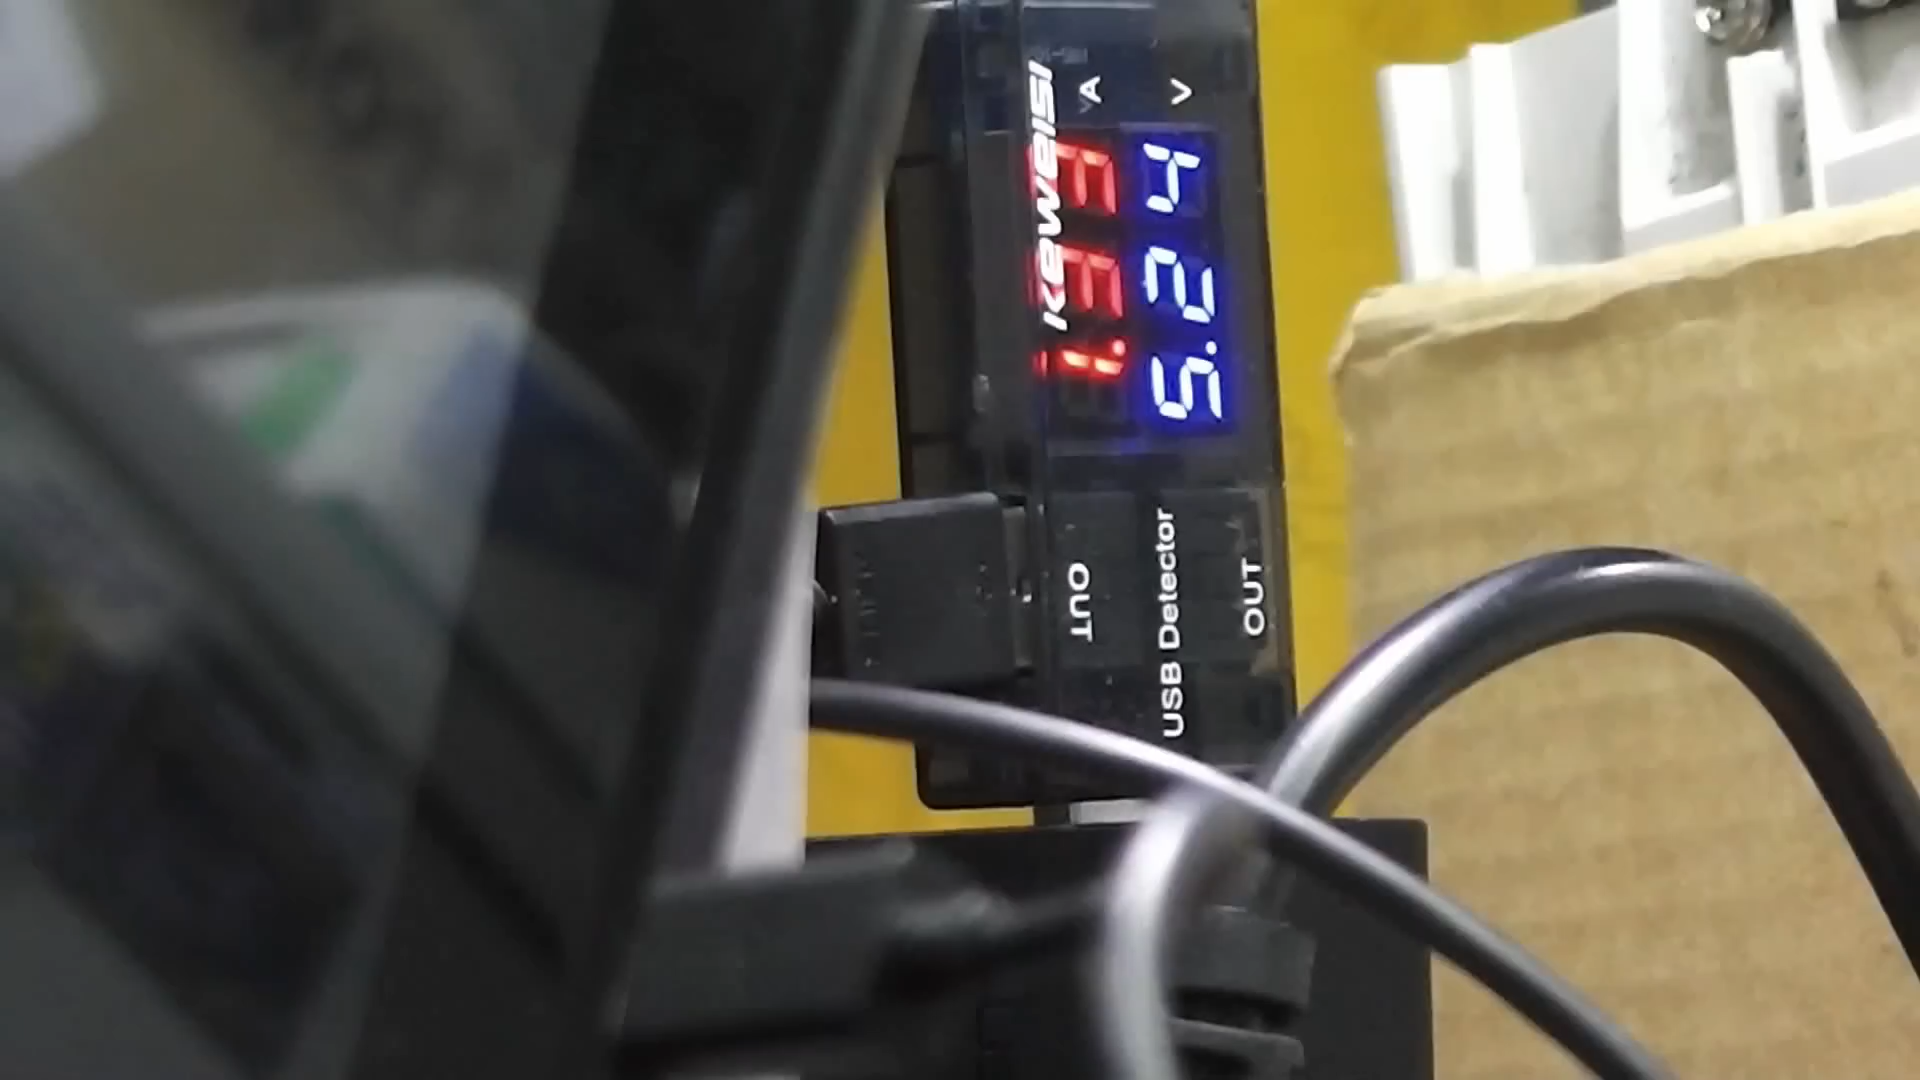 Keweisi
A
5.24 V
OUT
USB Detector
OUT